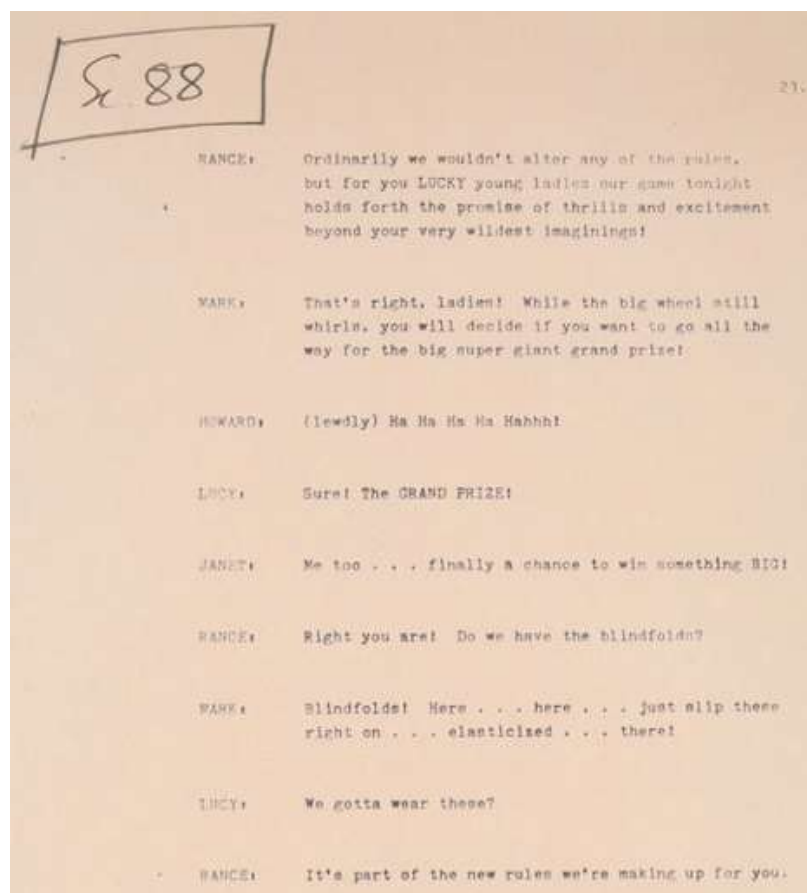 Sc. 88
23.
RANCE: Ordinarily we wouldn't alter any of the rules,
but for you LUCKY young ladies our game tonight
holds forth the promise of thrills and excitement
beyond your very wildest imaginings!
MARK: That's right, ladies! While the big wheel still
whirls, you will decide if you want to go all the
way for the big super giant grand prize!
HOWARD: (lewdly) Ha Ha Ha Ha Hahhh!
LUCY: Sure! The GRAND PRIZE!
JANET: Me too . . . finally a chance to win something BIG!
RANCE: Right you are! Do we have the blindfolds?
MARK: Blindfolds! Here . . . here . . . just slip these
right on . . . elasticized . . . there!
LUCY: We gotta wear these?
RANCE: It's part of the new rules we're making up for you.